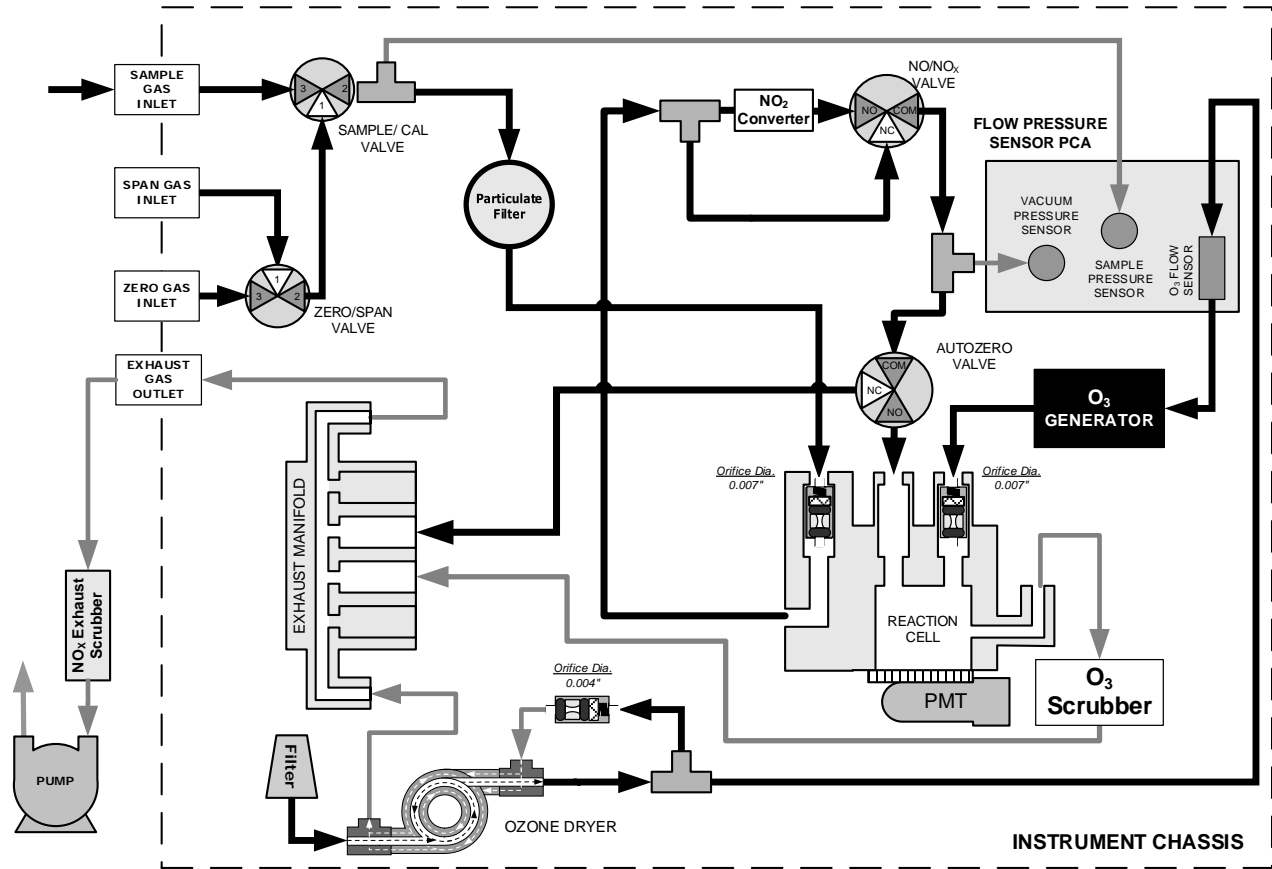 SAMPLE
GAS
INLET
3
2
1
SAMPLE/ CAL
VALVE
SPAN GAS
INLET
ZERO GAS
INLET
1
3
2
ZERO/SPAN
VALVE
EXHAUST
GAS
OUTLET
Particulate
Filter
NO2
Converter
NO/NOX
VALVE
NO
COM
NC
FLOW PRESSURE
SENSOR PCA
VACUUM
PRESSURE
SENSOR
SAMPLE
PRESSURE
SENSOR
O3 FLOW
SENSOR
AUTOZERO
VALVE
COM
NC
NO
O3
GENERATOR
Orifice Dia.
0.007"
Orifice Dia.
0.007"
EXHAUST MANIFOLD
REACTION
CELL
PMT
O3
Scrubber
NOX Exhaust
Scrubber
PUMP
Orifice Dia.
0.004"
Filter
OZONE DRYER
INSTRUMENT CHASSIS